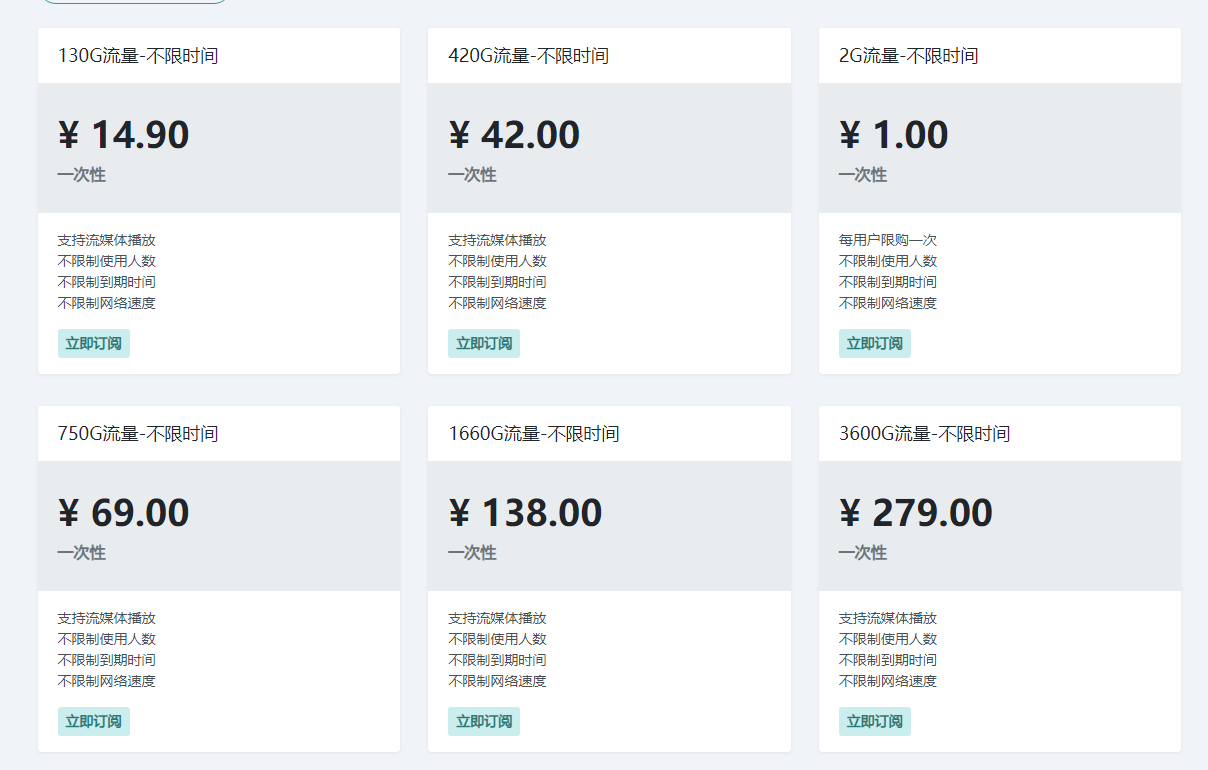 130G流量-不限时间
¥ 14.90
一次性
支持流媒体播放
不限制使用人数
不限制到期时间
不限制网络速度
立即订阅
420G流量-不限时间
¥ 42.00
一次性
支持流媒体播放
不限制使用人数
不限制到期时间
不限制网络速度
立即订阅
2G流量-不限时间
¥ 1.00
一次性
每用户限购一次
不限制使用人数
不限制到期时间
不限制网络速度
立即订阅
750G流量-不限时间
¥ 69.00
一次性
支持流媒体播放
不限制使用人数
不限制到期时间
不限制网络速度
立即订阅
1660G流量-不限时间
¥ 138.00
一次性
支持流媒体播放
不限制使用人数
不限制到期时间
不限制网络速度
立即订阅
3600G流量-不限时间
¥ 279.00
一次性
支持流媒体播放
不限制使用人数
不限制到期时间
不限制网络速度
立即订阅